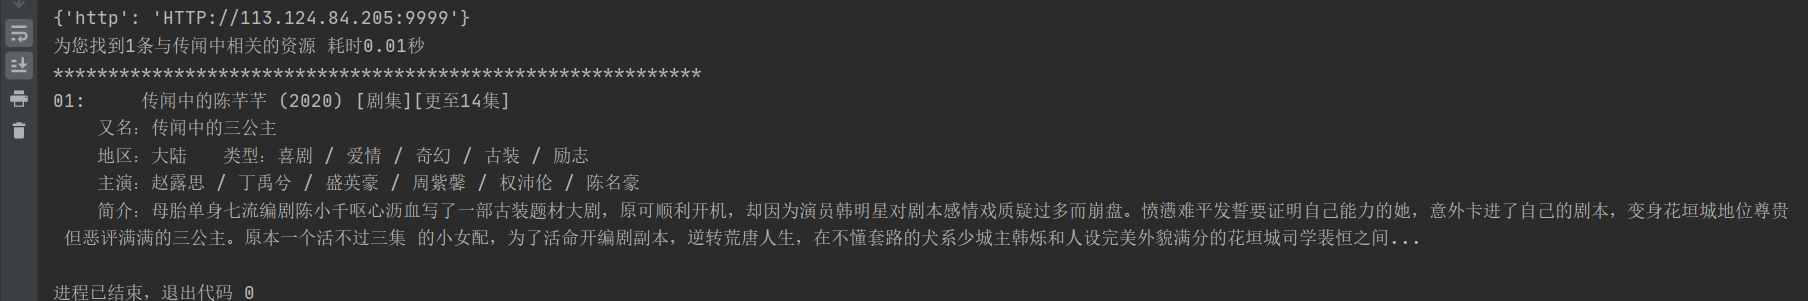 {'http': 'HTTP://113.124.84.205:9999'}
为您找到1条与传闻中相关的资源 耗时0.01秒
***********************************************************
01:     传闻中的陈芊芊 (2020) [剧集][更至14集]
    又名：传闻中的三公主
    地区：大陆    类型：喜剧 / 爱情 / 奇幻 / 古装 / 励志
    主演：赵露思 / 丁禹兮 / 盛英豪 / 周紫馨 / 权沛伦 / 陈名豪
    简介：母胎单身七流编剧陈小千呕心沥血写了一部古装题材大剧，原可顺利开机，却因为演员韩明星对剧本感情戏质疑过多而崩盘。愤懑难平发誓要证明自己能力的她，意外卡进了自己的剧本，变身花垣城地位尊贵
 但恶评满满的三公主。原本一个活不过三集 的小女配，为了活命开编剧副本，逆转荒唐人生，在不懂套路的犬系少城主韩烁和人设完美外貌满分的花垣城司学裴恒之间...
进程已结束，退出代码 0